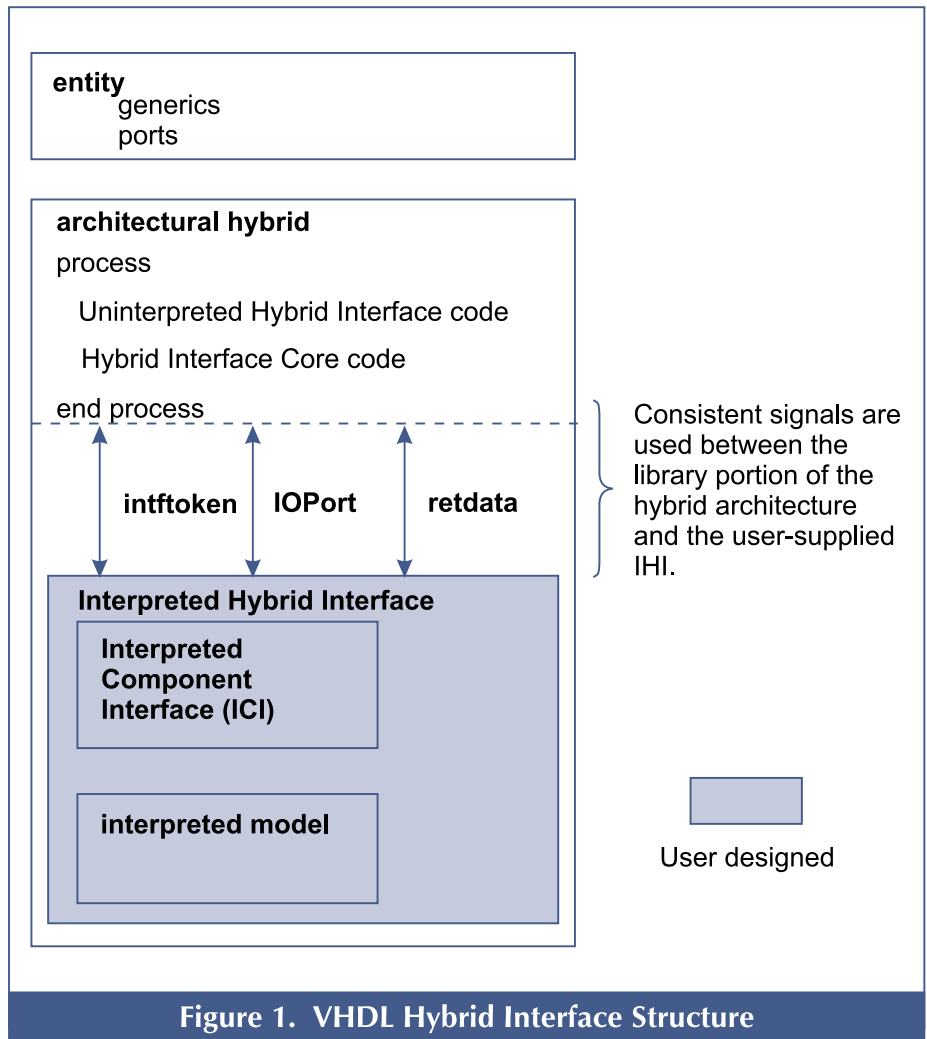 entity
generics
ports
architectural hybrid
process
Uninterpreted Hybrid Interface code
Hybrid Interface Core code
end process
intftoken
IOPort
retdata
Consistent signals are
used between the
library portion of the
hybrid architecture
and the user-supplied
IHI.
Interpreted Hybrid Interface
Interpreted
Component
Interface (ICI)
interpreted model
User designed
Figure 1. VHDL Hybrid Interface Structure